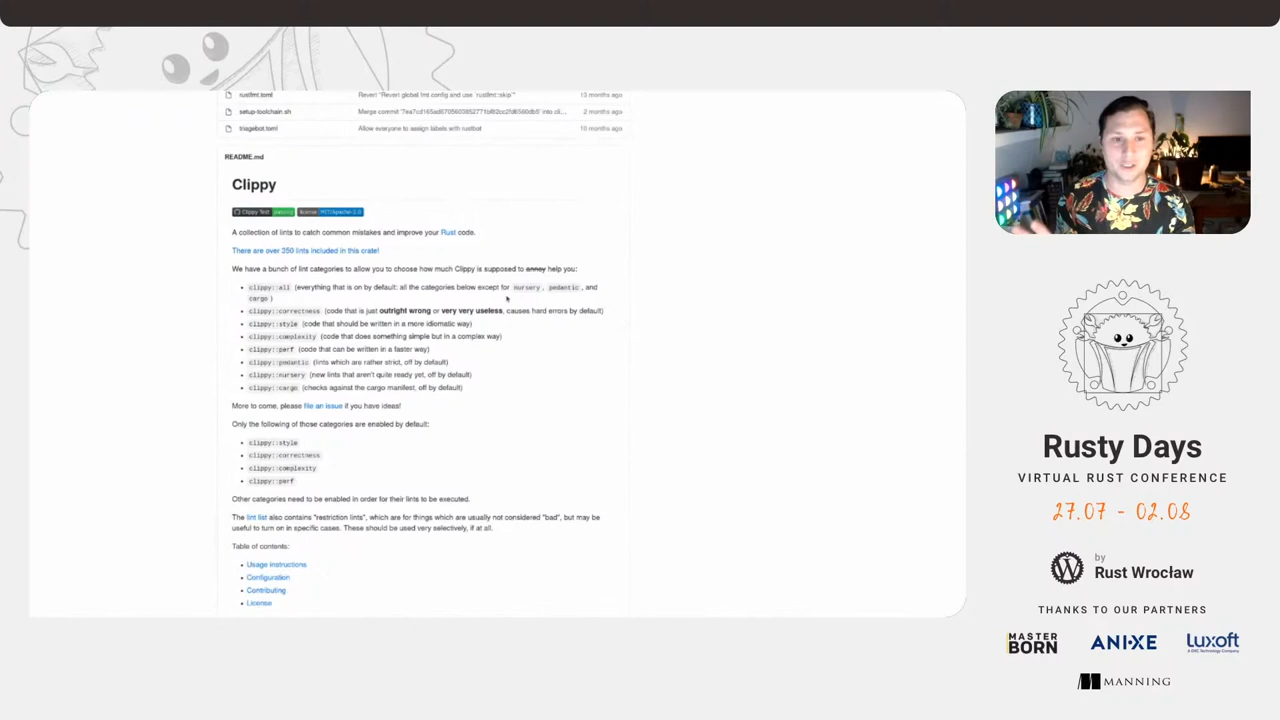 rustfmt.toml Revert "Revert global fmt config and use `rustfmt::skip`" 13 months ago
setup-toolchain.sh 2 months ago
triagebot.toml Allow everyone to assign labels with rustbot 10 months ago
README.md
Clippy
Clippy Test passing license MIT/Apache-2.0
A collection of lints to catch common mistakes and improve your Rust code.
There are over 350 lints included in this crate!
We have a bunch of lint categories to allow you to choose how much Clippy is supposed to annoy help you:
• clippy::all (everything that is on by default: all the categories below except for nursery, pedantic, and
cargo)
• clippy::correctness (code that is just outright wrong or very very useless, causes hard errors by default)
• clippy::style (code that should be written in a more idiomatic way)
• clippy::complexity (code that does something simple but in a complex way)
• clippy::perf (code that can be written in a faster way)
• clippy::pedantic (lints which are rather strict, off by default)
• clippy::nursery (new lints that aren't quite ready yet, off by default)
• clippy::cargo (checks against the cargo manifest, off by default)
More to come, please file an issue if you have ideas!
Only the following of those categories are enabled by default:
• clippy::style
• clippy::correctness
• clippy::complexity
• clippy::perf
Other categories need to be enabled in order for their lints to be executed.
The lint list also contains "restriction lints", which are for things which are usually not considered "bad", but may be
useful to turn on in specific cases. These should be used very selectively, if at all.
Table of contents:
• Usage instructions
• Configuration
• Contributing
• License
Rusty Days
VIRTUAL RUST CONFERENCE
27.07 - 02.08
by
Rust Wrocław
THANKS TO OUR PARTNERS
MASTER
BORN
ANIXE
Luxoft
A DXC Technology Company
MANNING